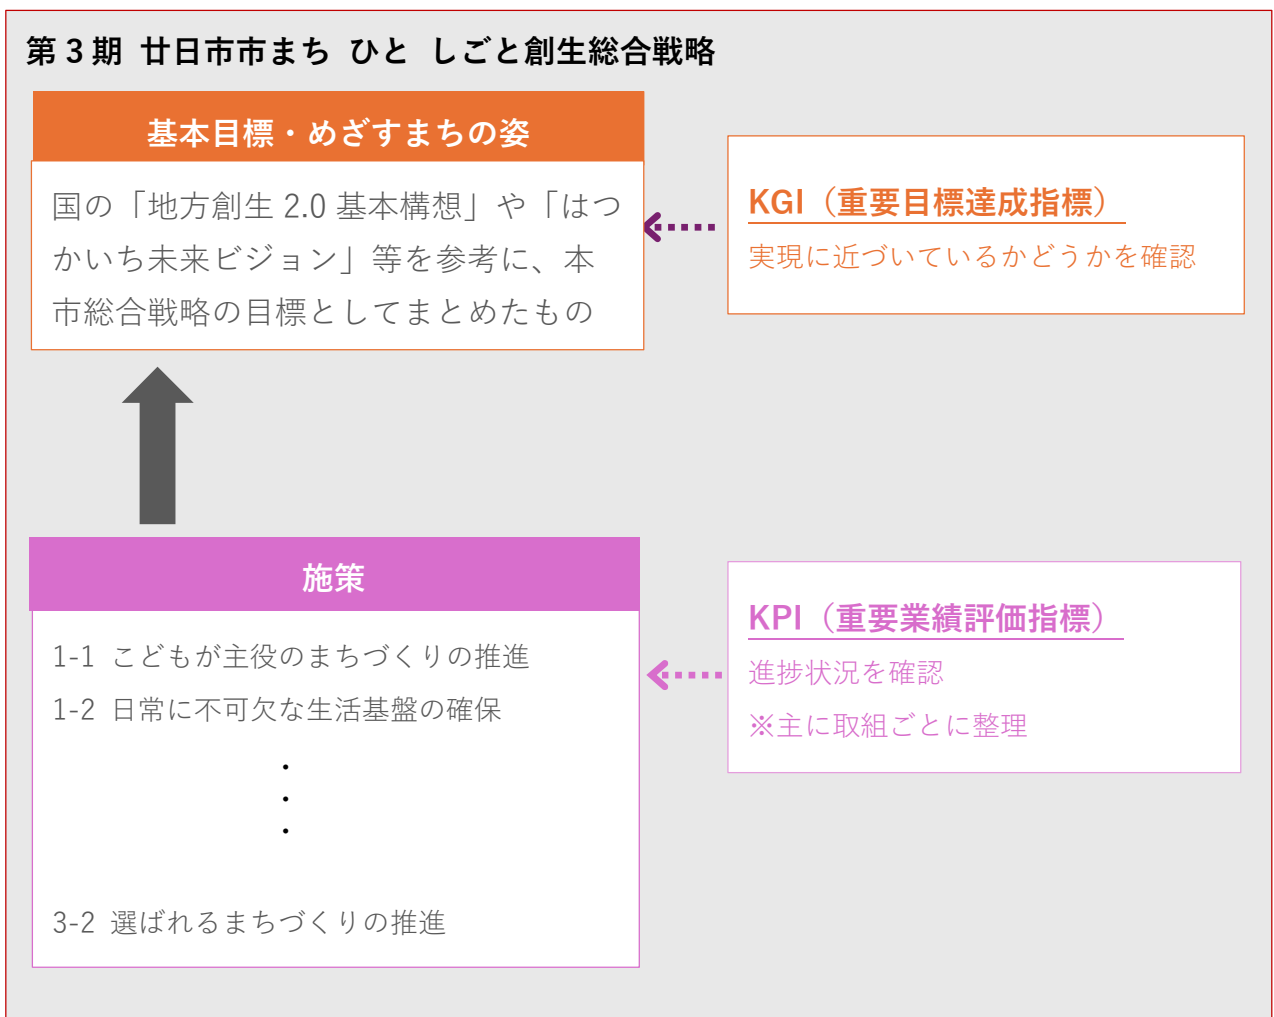 第3期 廿日市市まち ひと しごと創生総合戦略
基本目標・めざすまちの姿
国の「地方創生 2.0 基本構想」や「はつ
かいち未来ビジョン」等を参考に、本
市総合戦略の目標としてまとめたもの
KGI（重要目標達成指標）
実現に近づいているかどうかを確認
施策
1-1 こどもが主役のまちづくりの推進
1-2 日常に不可欠な生活基盤の確保
・
・
・
3-2 選ばれるまちづくりの推進
KPI（重要業績評価指標）
進捗状況を確認
※主に取組ごとに整理